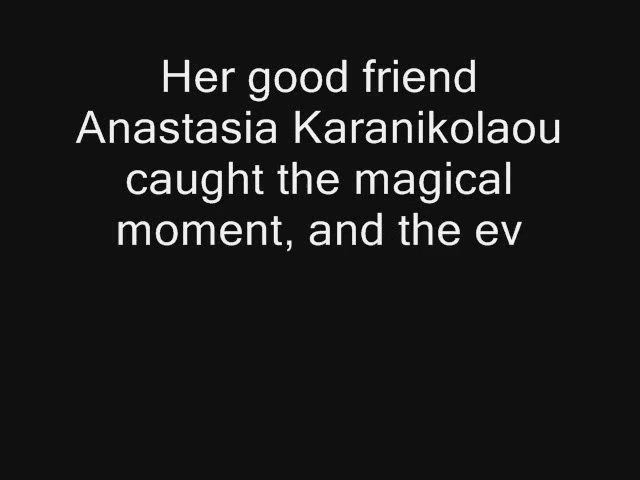 Her good friend
Anastasia Karanikolaou
caught the magical
moment, and the ev